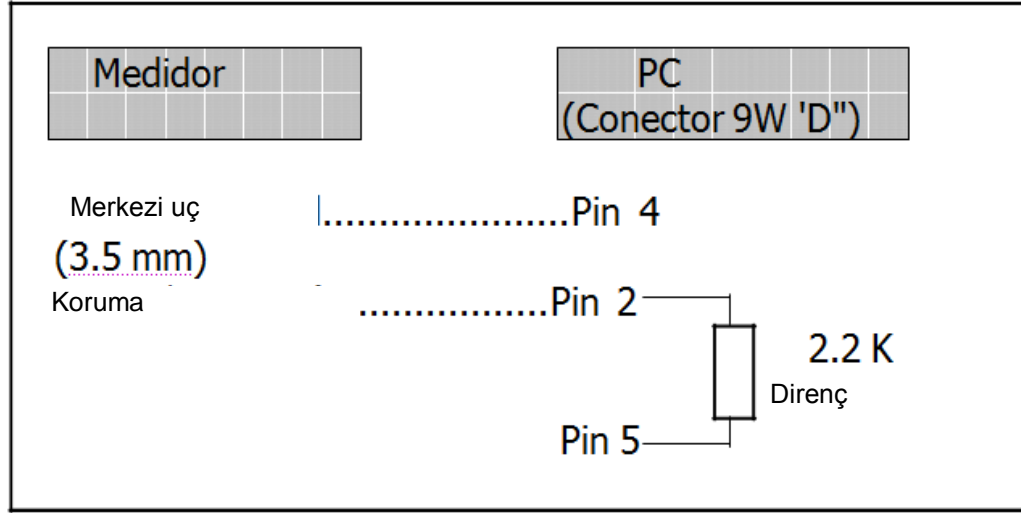 Medidor
PC
(Conector 9W 'D")
Merkezi uç |......................Pin 4
(3.5 mm)
Koruma .................Pin 2
2.2 K
Direnç
Pin 5